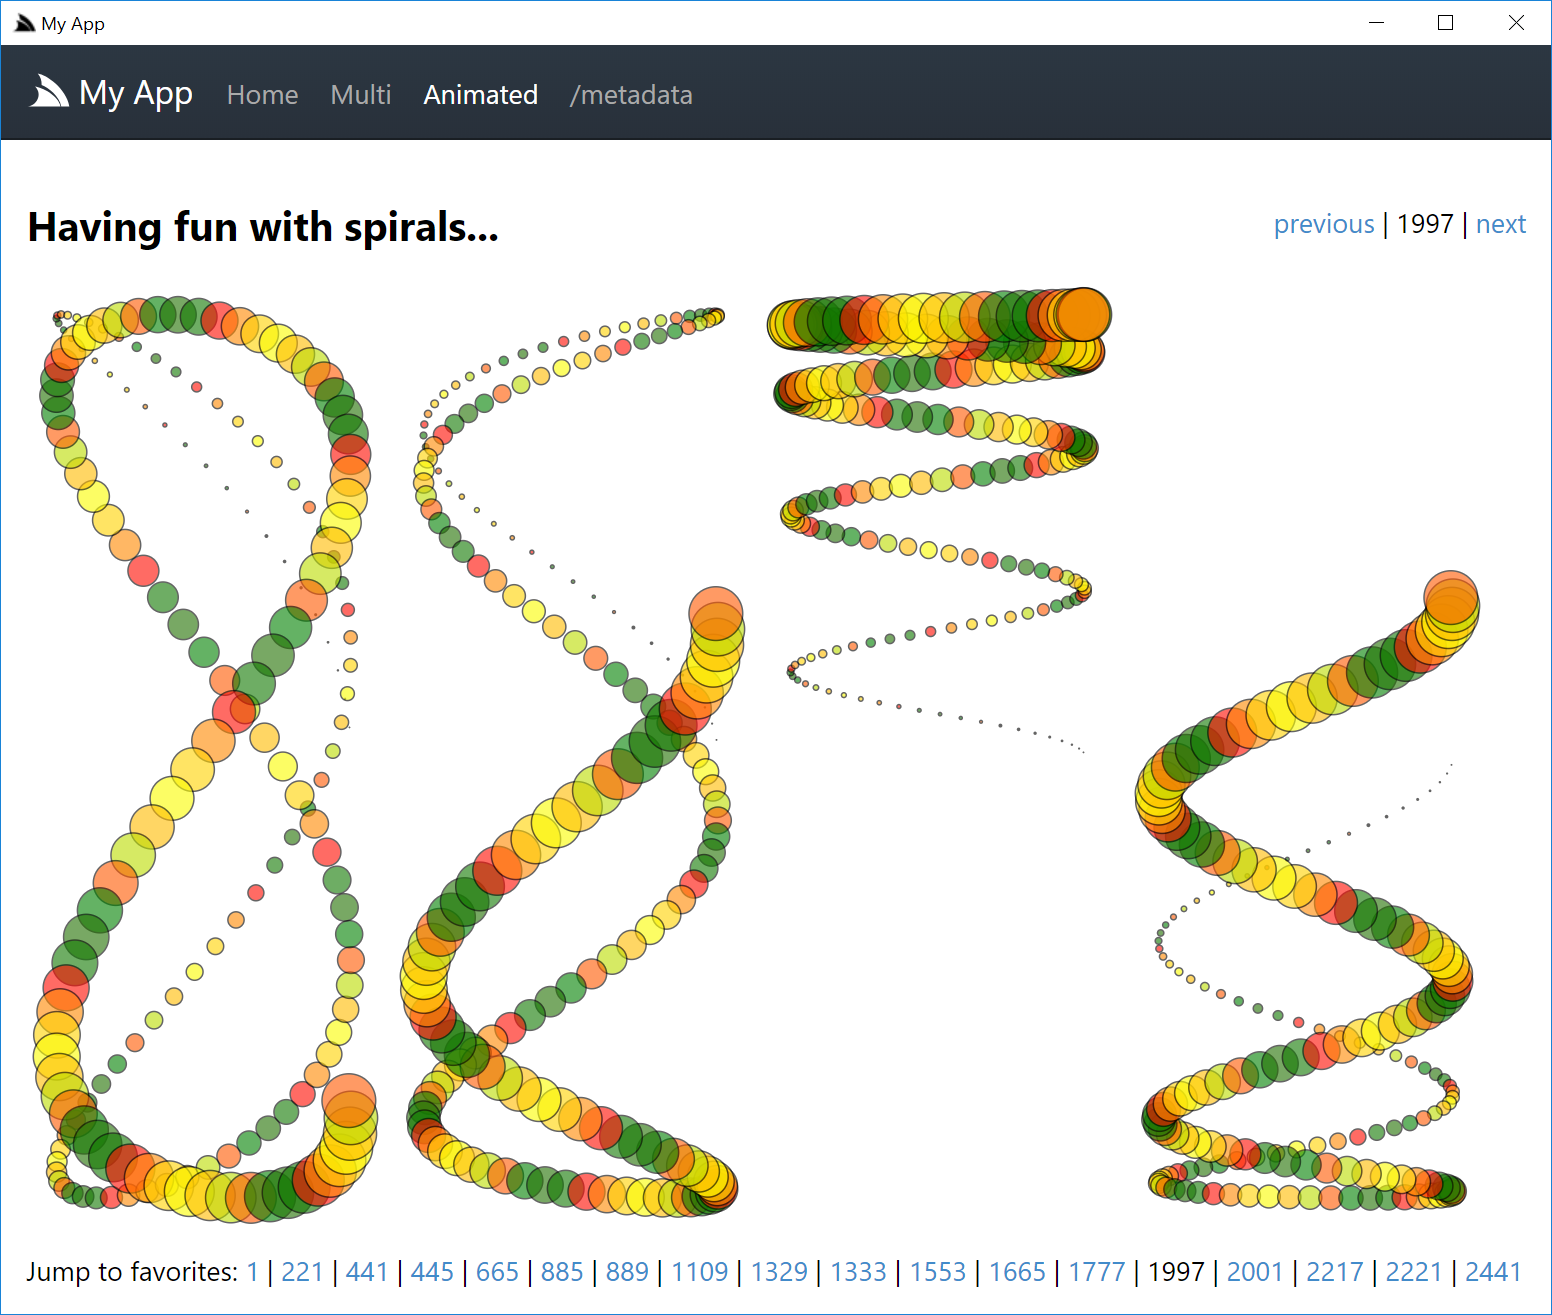 My App
My App Home Multi Animated /metadata
Having fun with spirals...
previous | 1997 | next
Jump to favorites: 1 | 221 | 441 | 445 | 665 | 885 | 889 | 1109 | 1329 | 1333 | 1553 | 1665 | 1777 | 1997 | 2001 | 2217 | 2221 | 2441